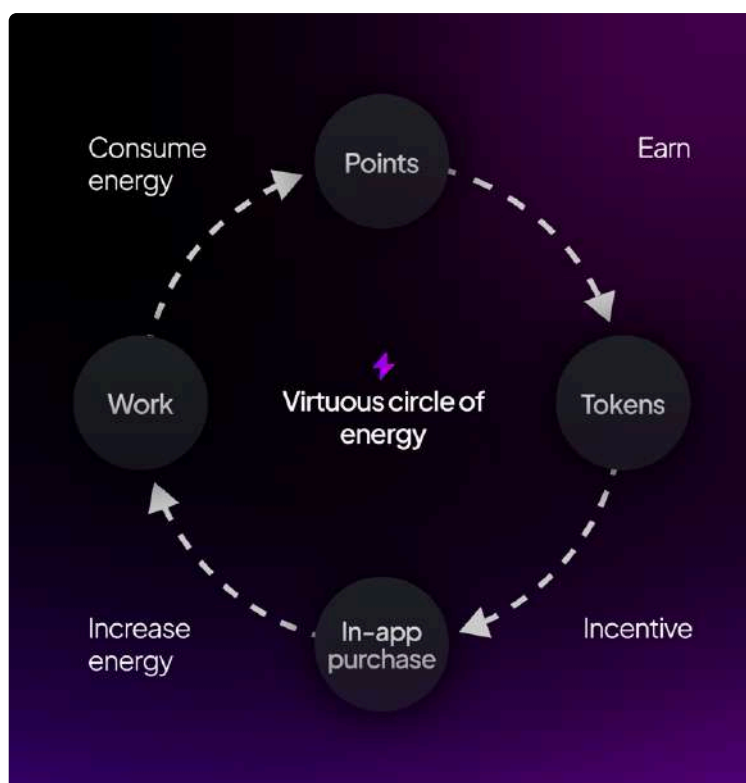 Consume
energy
Points
Earn
Work
Virtuous circle of
energy
Tokens
Increase
energy
In-app
purchase
Incentive